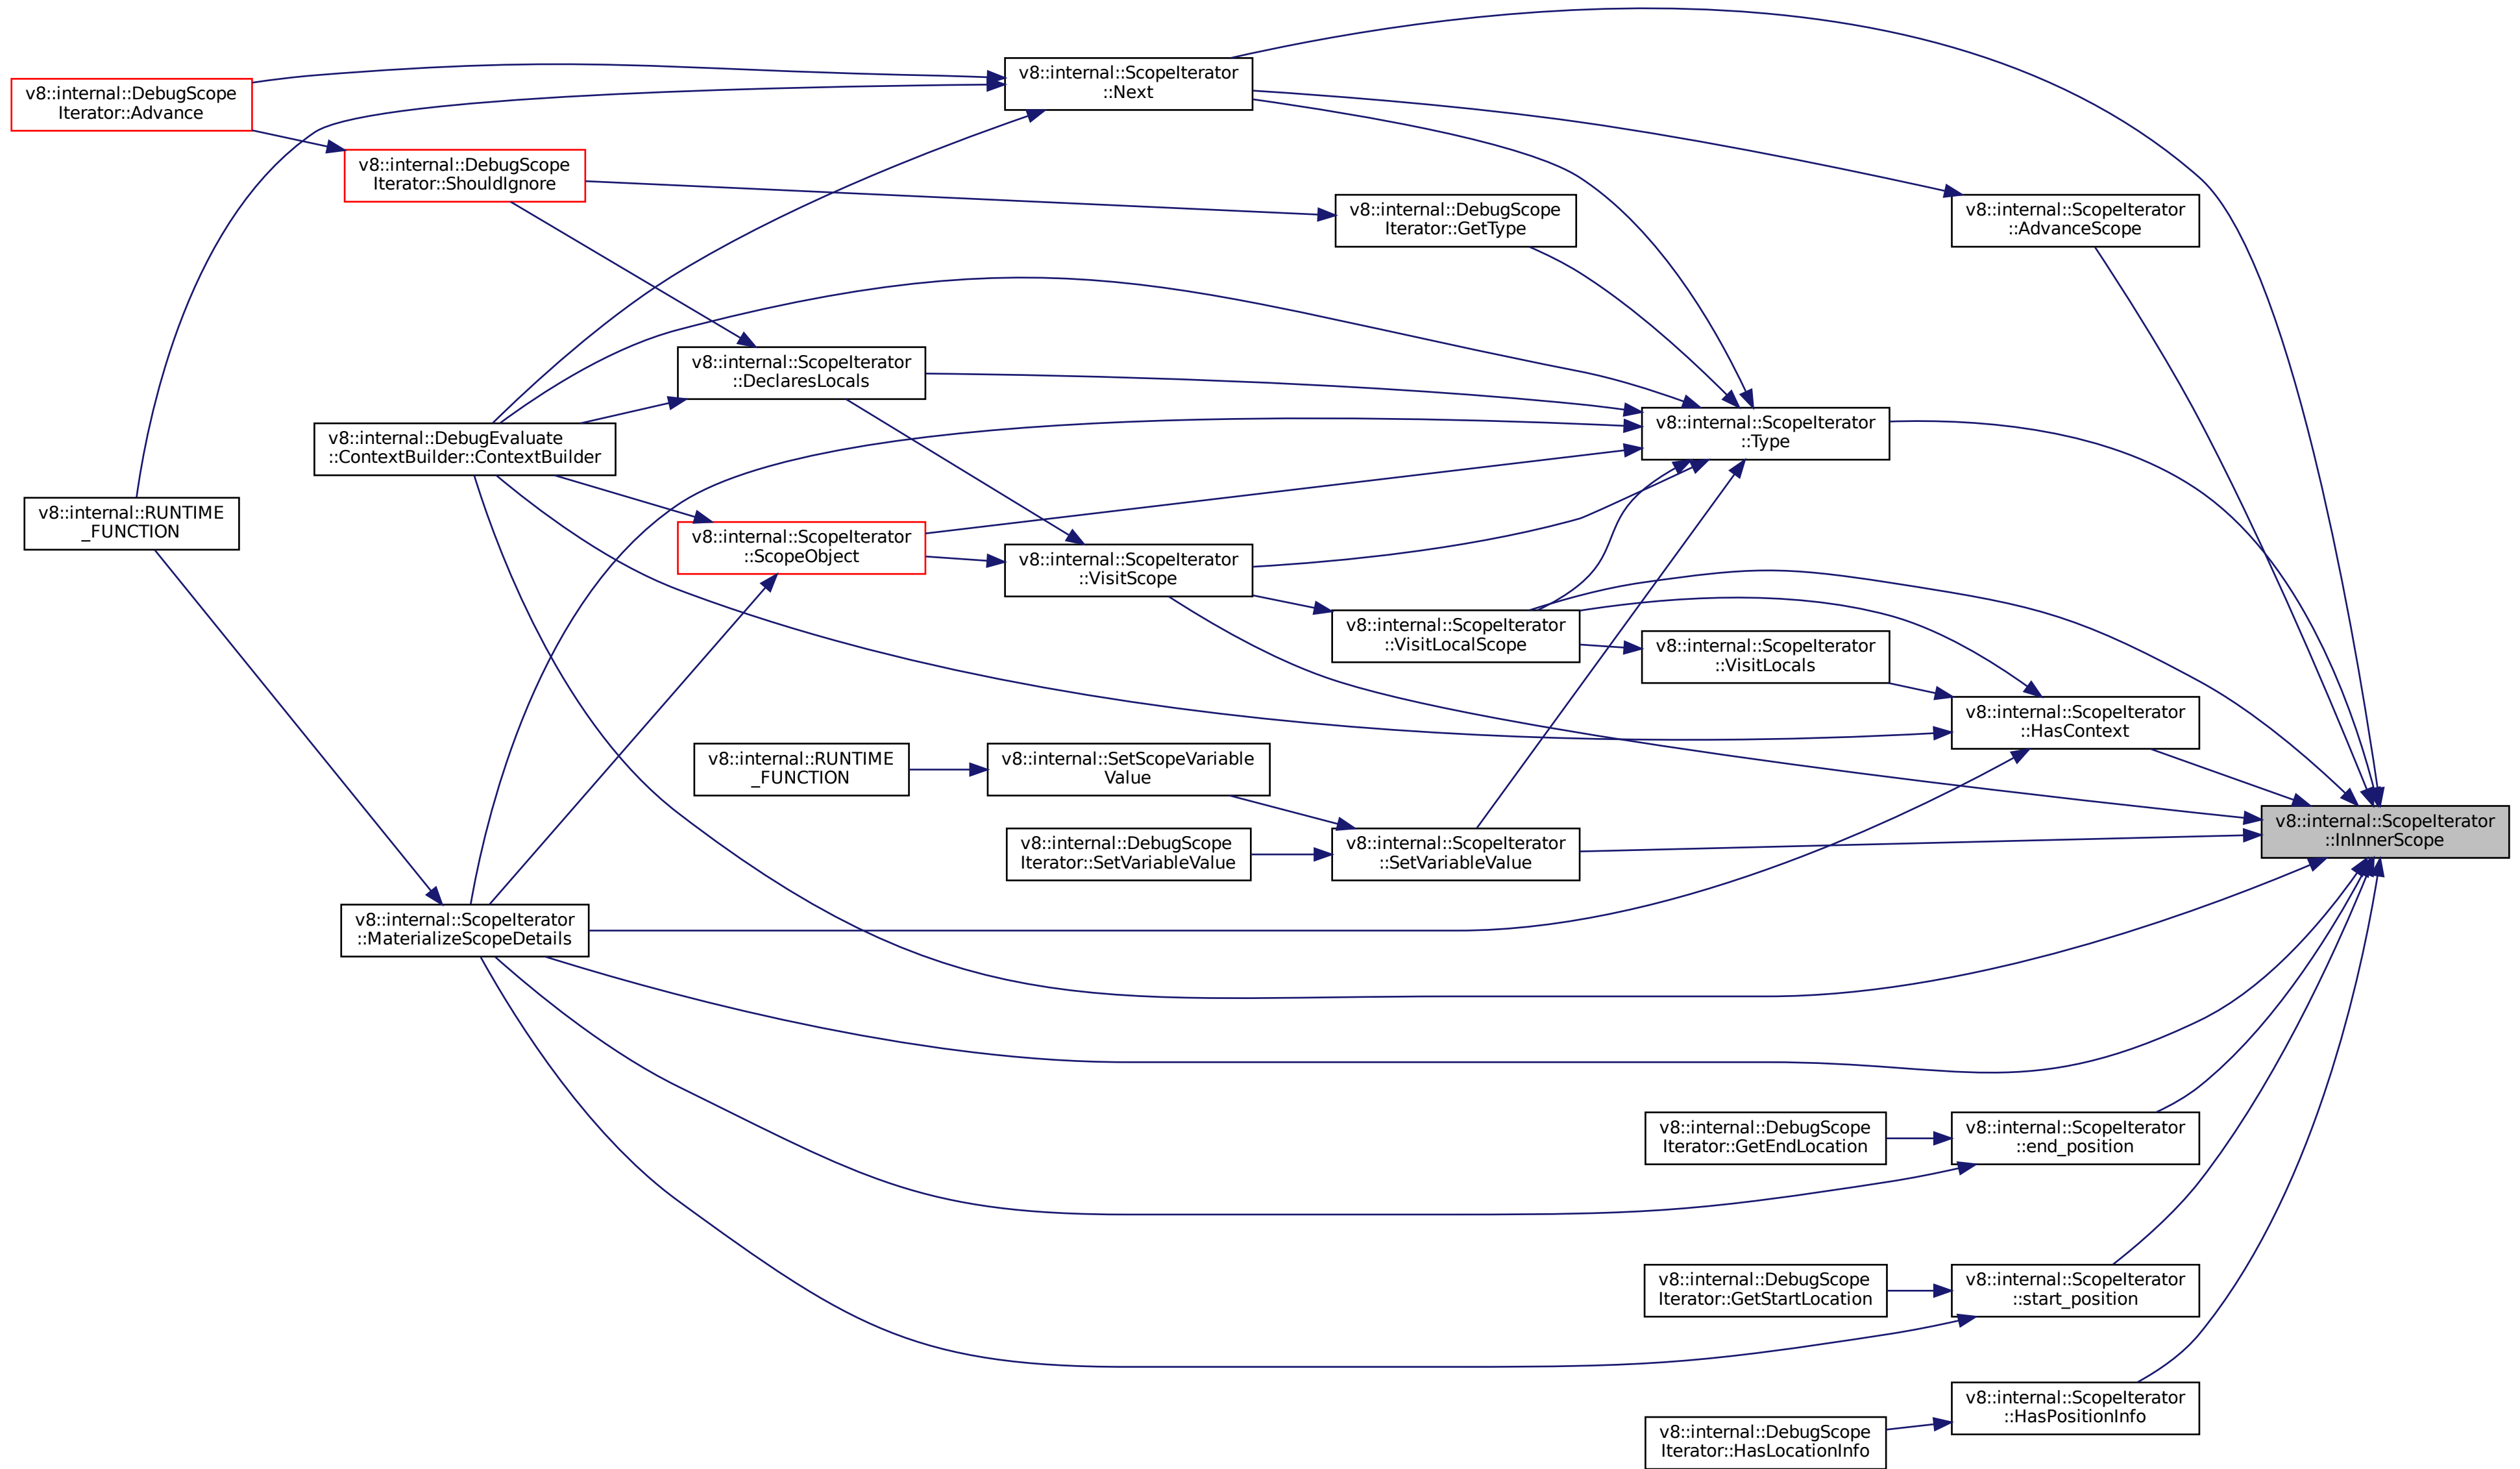 v8::internal::ScopeIterator
::Next
v8::internal::DebugScope
Iterator::Advance
v8::internal::DebugScope
Iterator::ShouldIgnore
v8::internal::DebugScope
Iterator::GetType
v8::internal::ScopeIterator
::AdvanceScope
v8::internal::ScopeIterator
::DeclaresLocals
v8::internal::DebugEvaluate
::ContextBuilder::ContextBuilder
v8::internal::ScopeIterator
::Type
v8::internal::RUNTIME
_FUNCTION
v8::internal::ScopeIterator
::ScopeObject
v8::internal::ScopeIterator
::VisitScope
v8::internal::ScopeIterator
::VisitLocalScope
v8::internal::ScopeIterator
::VisitLocals
v8::internal::ScopeIterator
::HasContext
v8::internal::RUNTIME
_FUNCTION
v8::internal::SetScopeVariable
Value
v8::internal::ScopeIterator
::InInnerScope
v8::internal::DebugScope
Iterator::SetVariableValue
v8::internal::ScopeIterator
::SetVariableValue
v8::internal::ScopeIterator
::MaterializeScopeDetails
v8::internal::DebugScope
Iterator::GetEndLocation
v8::internal::ScopeIterator
::end_position
v8::internal::DebugScope
Iterator::GetStartLocation
v8::internal::ScopeIterator
::start_position
v8::internal::ScopeIterator
::HasPositionInfo
v8::internal::DebugScope
Iterator::HasLocationInfo